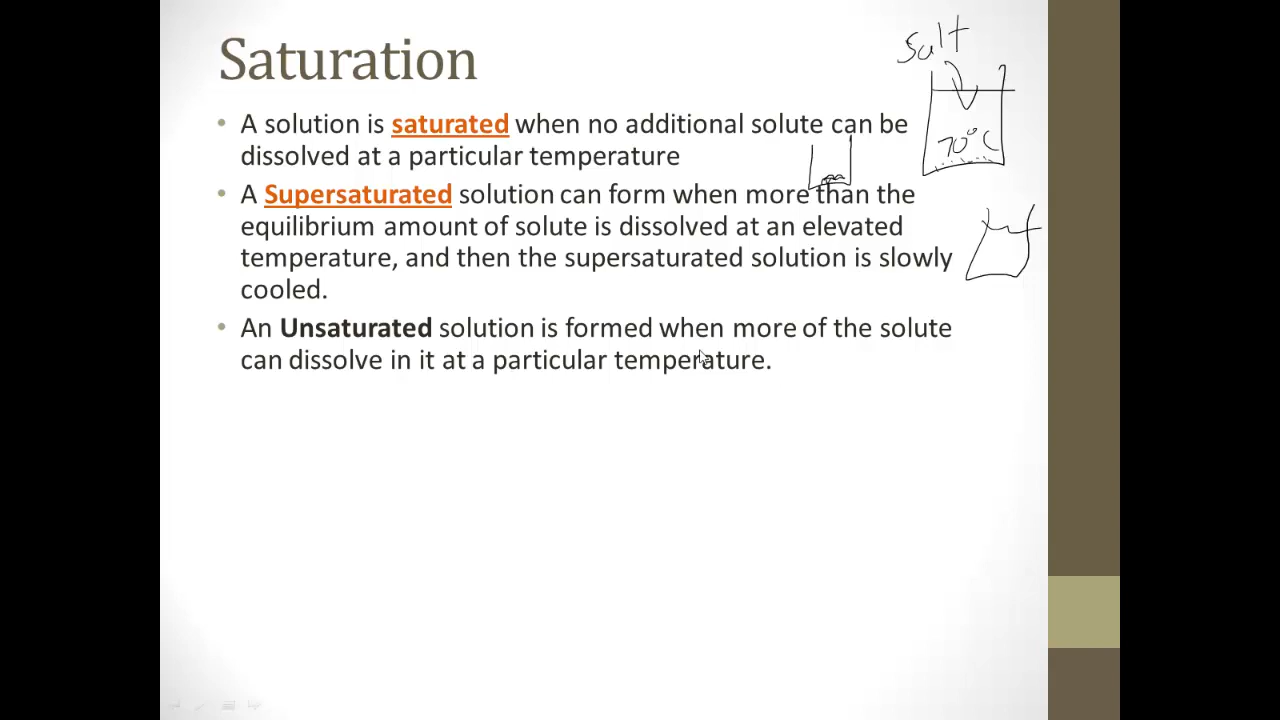 Saturation
Salt
• A solution is saturated when no additional solute can be
dissolved at a particular temperature
70°C
• A Supersaturated solution can form when more than the
equilibrium amount of solute is dissolved at an elevated
temperature, and then the supersaturated solution is slowly
cooled.
• An Unsaturated solution is formed when more of the solute
can dissolve in it at a particular temperature.